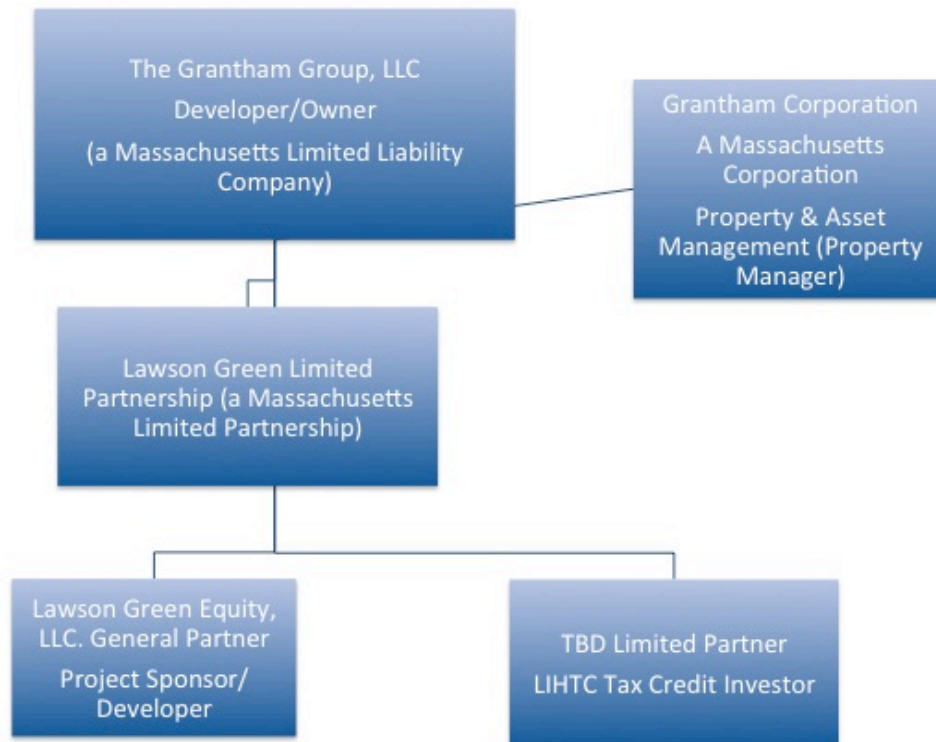 The Grantham Group, LLC
Developer/Owner
(a Massachusetts Limited Liability
Company)
Grantham Corporation
A Massachusetts
Corporation
Property & Asset
Management (Property
Manager)
Lawson Green Limited
Partnership (a Massachusetts
Limited Partnership)
Lawson Green Equity,
LLC. General Partner
Project Sponsor/
Developer
TBD Limited Partner
LIHTC Tax Credit Investor